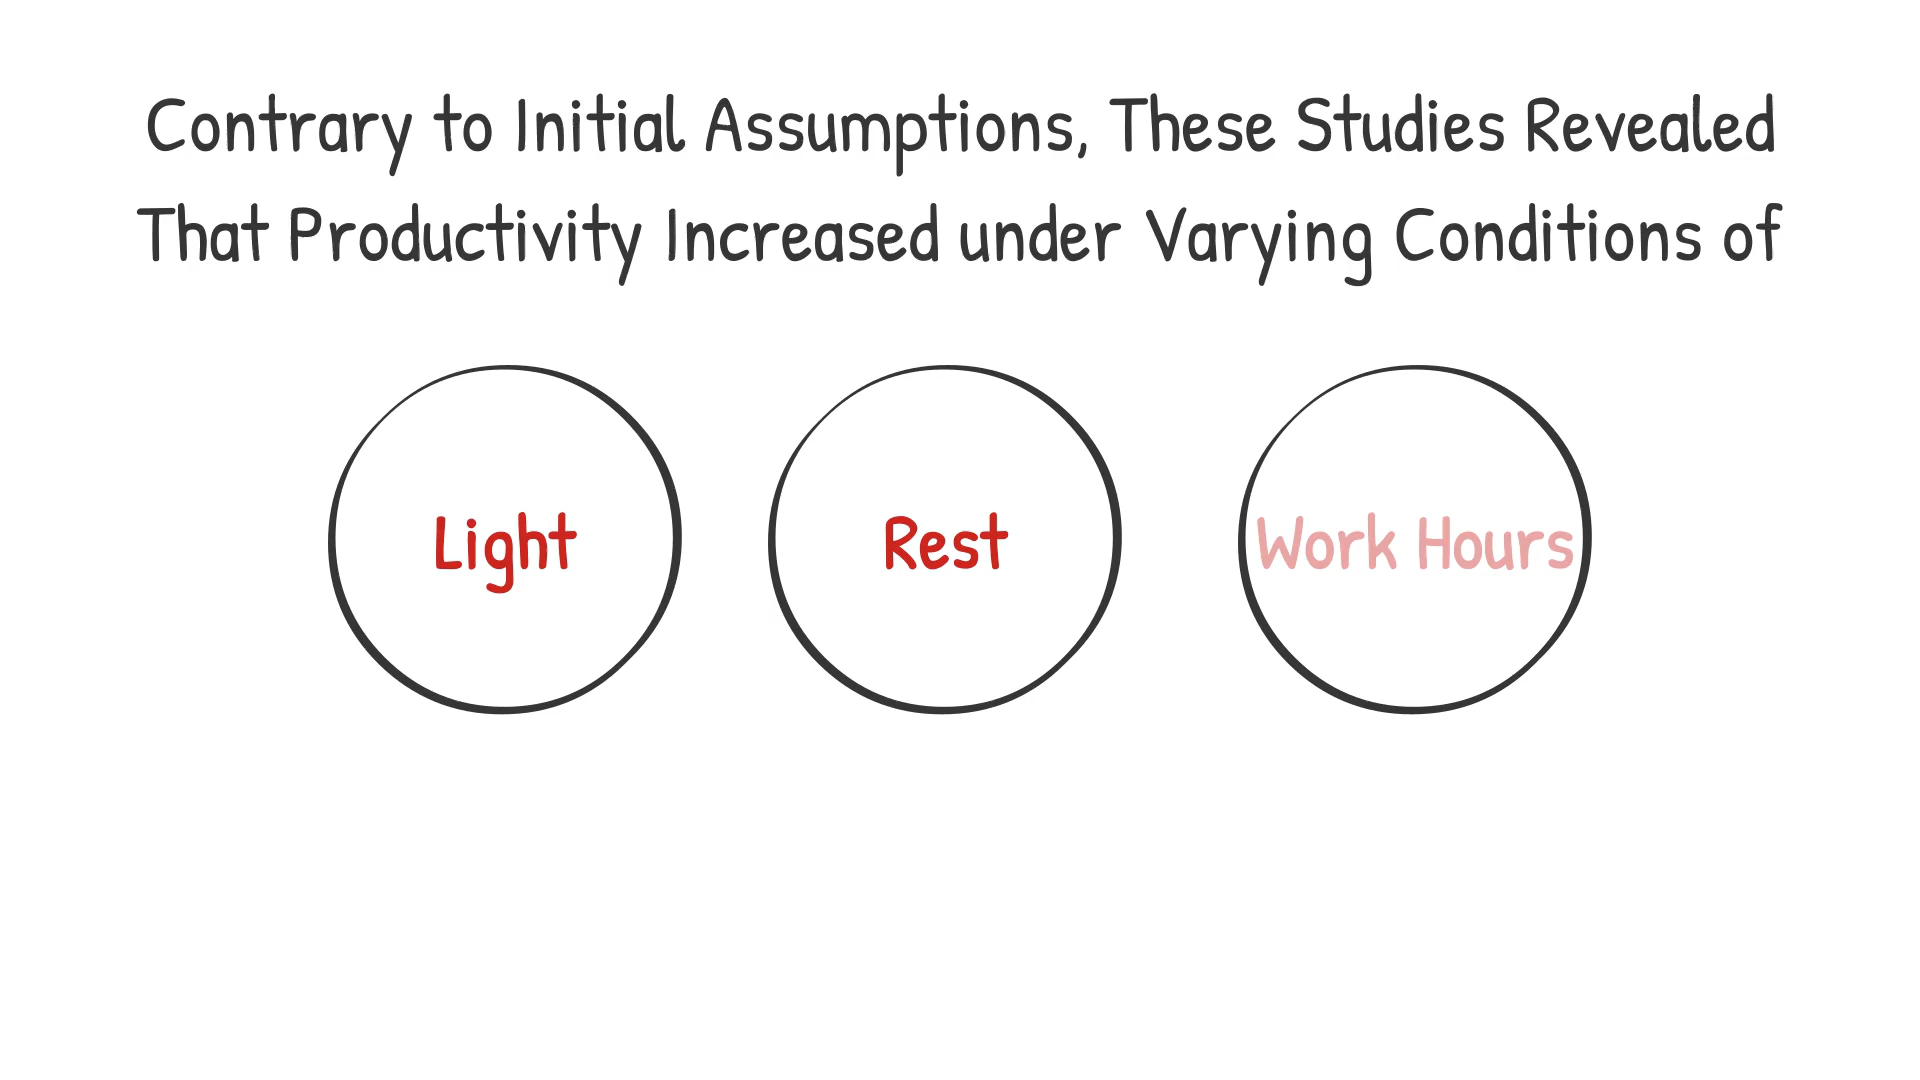 Contrary to Initial Assumptions, These Studies Revealed
That Productivity Increased under Varying Conditions of
Light
Rest
Work Hours